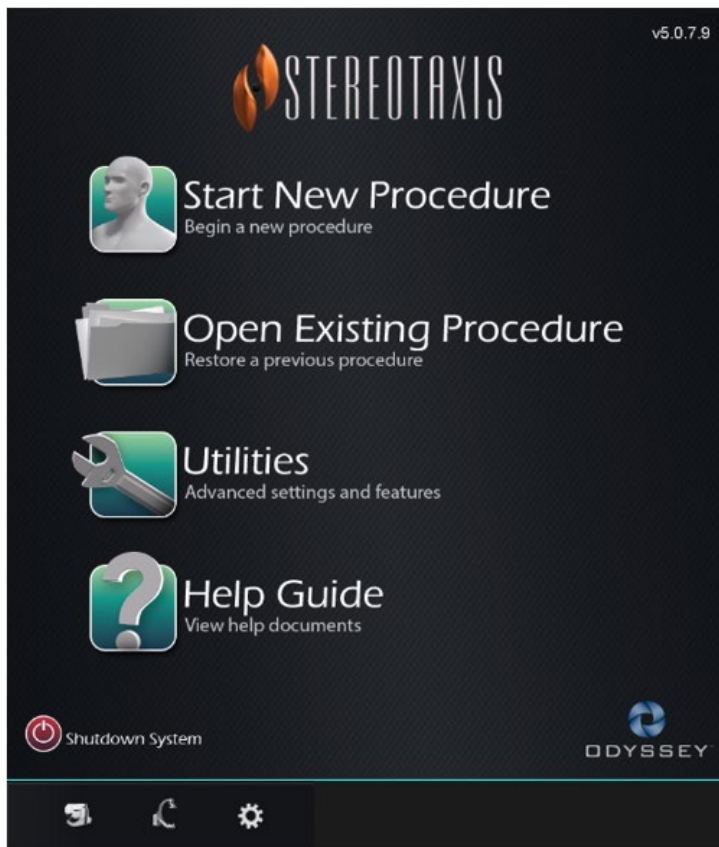 v5.0.7.9
STEREOTAXIS
Start New Procedure
Begin a new procedure
Open Existing Procedure
Restore a previous procedure
Utilities
Advanced settings and features
Help Guide
View help documents
Shutdown System
ODYSSEY